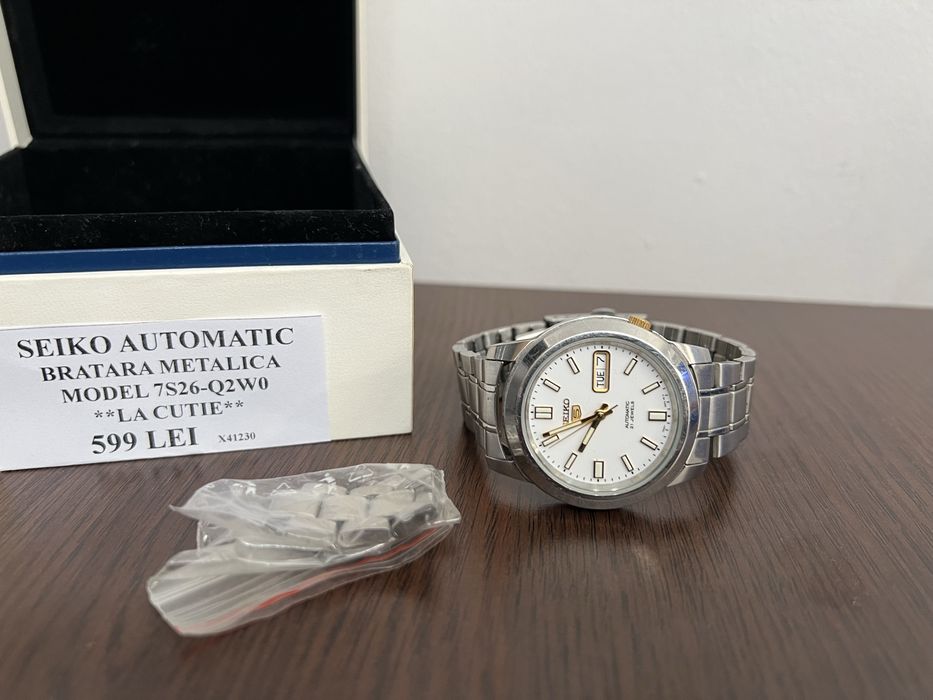 SEIKO AUTOMATIC
BRATARA METALICA
MODEL 7S26-Q2W0
**LA CUTIE**
599 LEI X41230
TUE 7
SEIKO
5
AUTOMATIC
21 JEWELS